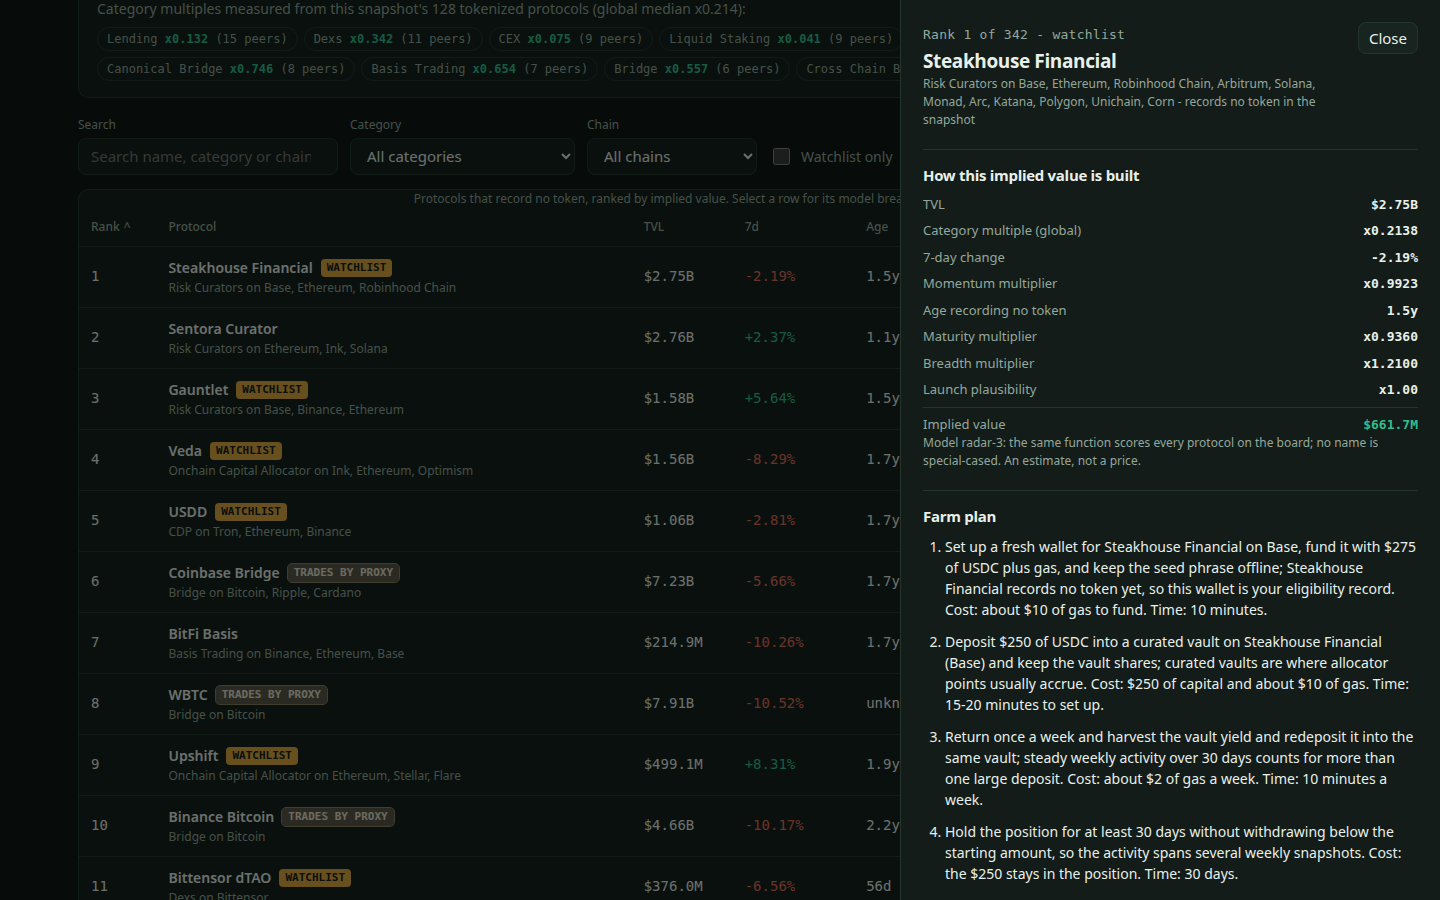 Category multiples measured from this snapshot's 128 tokenized protocols (global median x0.214):
Lending x0.132 (15 peers)
Dexs x0.342 (11 peers)
CEX x0.075 (9 peers)
Liquid Staking x0.041 (9 peers)
Canonical Bridge x0.746 (8 peers)
Basis Trading x0.654 (7 peers)
Bridge x0.557 (6 peers)
Cross Chain B
Search
Category
Chain
Search name, category or chain
All categories
All chains
Watchlist only
Protocols that record no token, ranked by implied value. Select a row for its model brea
Rank ^ Protocol TVL 7d Age
1 Steakhouse Financial WATCHLIST $2.75B -2.19% 1.5y
Risk Curators on Base, Ethereum, Robinhood Chain
2 Sentora Curator $2.76B +2.37% 1.1y
Risk Curators on Ethereum, Ink, Solana
3 Gauntlet WATCHLIST $1.58B +5.64% 1.5y
Risk Curators on Base, Binance, Ethereum
4 Veda WATCHLIST $1.56B -8.29% 1.7y
Onchain Capital Allocator on Ink, Ethereum, Optimism
5 USDD WATCHLIST $1.06B -2.81% 1.7y
CDP on Tron, Ethereum, Binance
6 Coinbase Bridge TRADES BY PROXY $7.23B -5.66% 1.7y
Bridge on Bitcoin, Ripple, Cardano
7 BitFi Basis $214.9M -10.26% 1.7y
Basis Trading on Binance, Ethereum, Base
8 WBTC TRADES BY PROXY $7.91B -10.52% unkn
Bridge on Bitcoin
9 Upshift WATCHLIST $499.1M +8.31% 1.9y
Onchain Capital Allocator on Ethereum, Stellar, Flare
10 Binance Bitcoin TRADES BY PROXY $4.66B -10.17% 2.2y
Bridge on Bitcoin
11 Bittensor dTAO WATCHLIST $376.0M -6.56% 56d
Dexs on Bittensor
Rank 1 of 342 - watchlist
Close
Steakhouse Financial
Risk Curators on Base, Ethereum, Robinhood Chain, Arbitrum, Solana,
Monad, Arc, Katana, Polygon, Unichain, Corn - records no token in the
snapshot
How this implied value is built
TVL $2.75B
Category multiple (global) x0.2138
7-day change -2.19%
Momentum multiplier x0.9923
Age recording no token 1.5y
Maturity multiplier x0.9360
Breadth multiplier x1.2100
Launch plausibility x1.00
Implied value $661.7M
Model radar-3: the same function scores every protocol on the board; no name is
special-cased. An estimate, not a price.
Farm plan
1. Set up a fresh wallet for Steakhouse Financial on Base, fund it with $275
of USDC plus gas, and keep the seed phrase offline; Steakhouse
Financial records no token yet, so this wallet is your eligibility record.
Cost: about $10 of gas to fund. Time: 10 minutes.
2. Deposit $250 of USDC into a curated vault on Steakhouse Financial
(Base) and keep the vault shares; curated vaults are where allocator
points usually accrue. Cost: $250 of capital and about $10 of gas. Time:
15-20 minutes to set up.
3. Return once a week and harvest the vault yield and redeposit it into the
same vault; steady weekly activity over 30 days counts for more than
one large deposit. Cost: about $2 of gas a week. Time: 10 minutes a
week.
4. Hold the position for at least 30 days without withdrawing below the
starting amount, so the activity spans several weekly snapshots. Cost:
the $250 stays in the position. Time: 30 days.